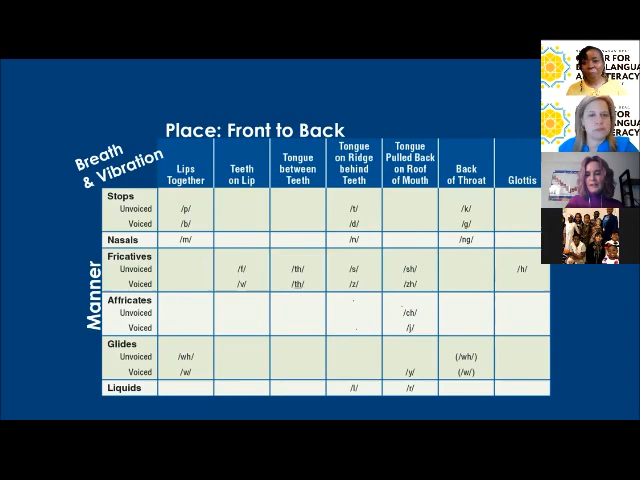 Place: Front to Back
Breath
& Vibration
Manner
Lips Together
Teeth on Lip
Tongue between Teeth
Tongue on Ridge behind Teeth
Tongue Pulled Back on Roof of Mouth
Back of Throat
Glottis
Stops
Unvoiced /p/ /t/ /k/
Voiced /b/ /d/ /g/
Nasals /m/ /n/ /ng/
Fricatives
Unvoiced /f/ /th/ /s/ /sh/ /h/
Voiced /v/ /th/ /z/ /zh/
Affricates
Unvoiced /ch/
Voiced /j/
Glides
Unvoiced /wh/ (/wh/)
Voiced /w/ /y/ (/w/)
Liquids /l/ /r/